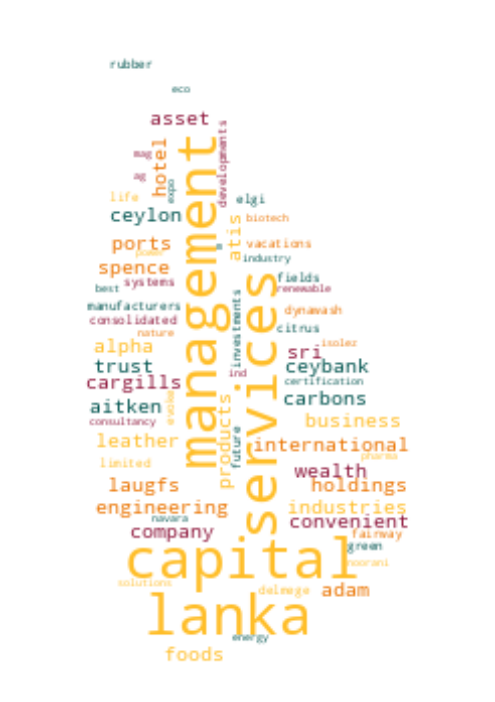 rubber
eco
asset
developments
mag
hotel
management
ag
expo
life
elgi
ceylon
biotech
atis
ports
vacations
power
industry
spence
fields
systems
best
renewable
services
manufacturers
dynawash
investments
consolidated
citrus
nature
isolez
alpha
sri
trust
ceybank
ind
cargills
certification
products
carbons
evoke
aitken
consultancy
business
future
leather
international
pharma
limited
wealth
laugfs
holdings
engineering
industries
navara
convenient
company
fairway
green
capital
noorani
solutions
delmege
adam
lanka
energy
foods